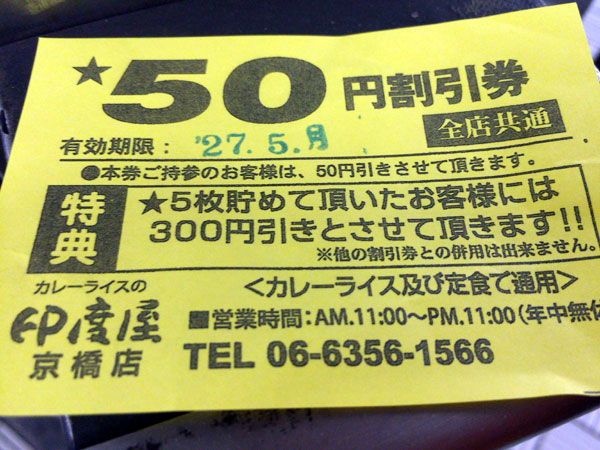 ★50円割引券
全店共通
有効期限: '27.5.月
●本券ご持参のお客様は、50円引きさせて頂きます。
特典
★5枚貯めて頂いたお客様には
300円引きとさせて頂きます!!
※他の割引券との併用は出来ません。
カレーライスの
印度屋
京橋店
<カレーライス及び定食で通用>
■営業時間:AM.11:00〜PM.11:00(年中無休
TEL 06-6356-1566